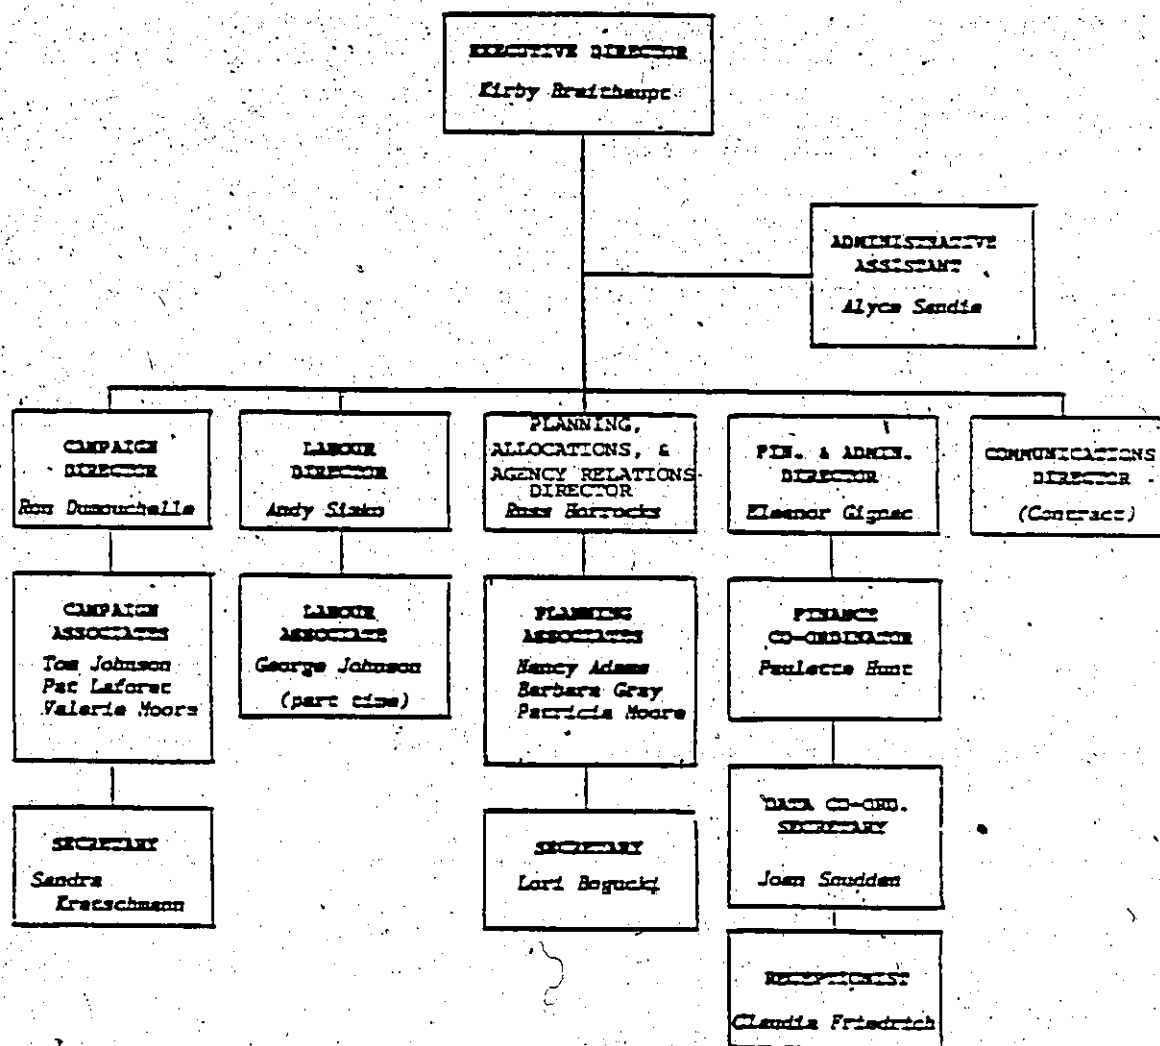 EXECUTIVE DIRECTOR
Kirby Breithaupt
ADMINISTRATIVE
ASSISTANT
Alyce Sendie
CAMPAIGN
DIRECTOR
Ron Dumouchelle
LABOUR
DIRECTOR
Andy Simko
PLANNING,
ALLOCATIONS, &
AGENCY RELATIONS
DIRECTOR
Russ Horrocks
FIN. & ADMIN.
DIRECTOR
Eleanor Gignac
COMMUNICATIONS
DIRECTOR
(Contract)
CAMPAIGN
ASSOCIATES
Tom Johnson
Pat Laforet
Valerie Moors
LABOUR
ASSOCIATE
George Johnson
(part time)
PLANNING
ASSOCIATES
Nancy Adams
Barbara Gray
Patricia Moore
FINANCE
CO-ORDINATOR
Paulette Hunt
SECRETARY
Sandra
Kretschmann
SECRETARY
Lori Bogucki
DATA CO-ORD.
SECRETARY
Joan Soudden
RECEPTIONIST
Claudia Friedrich